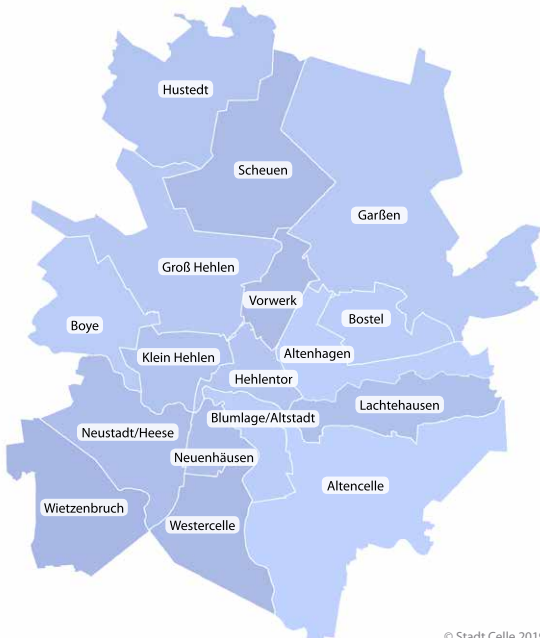 Hustedt
Scheuen
Garßen
Groß Hehlen
Vorwerk
Bostel
Boye
Klein Hehlen
Altenhagen
Hehlentor
Lachtehausen
Blumlage/Altstadt
Neustadt/Heese
Neuenhäusen
Altencelle
Wietzenbruch
Westercelle
© Stadt Celle